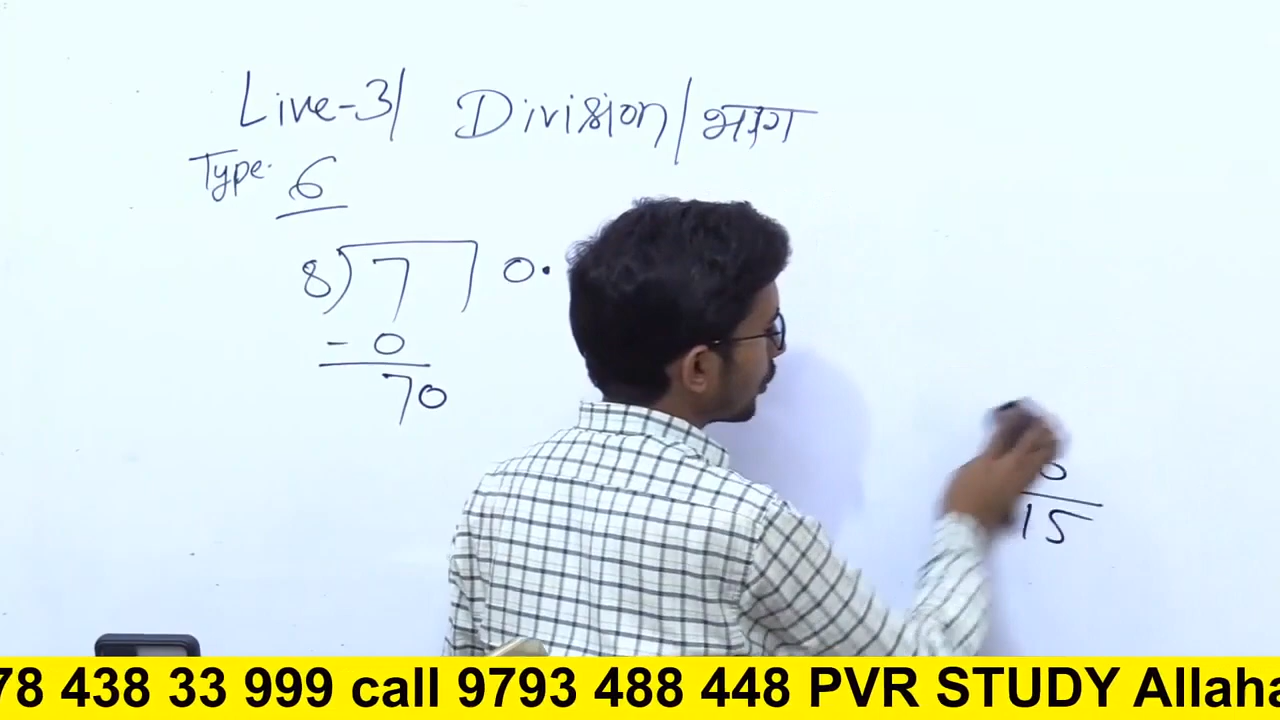 Live-3/ Division/भाग
Type. 6
8) 7 0.
- 0
70
0
15
78 438 33 999 call 9793 488 448 PVR STUDY Allaha